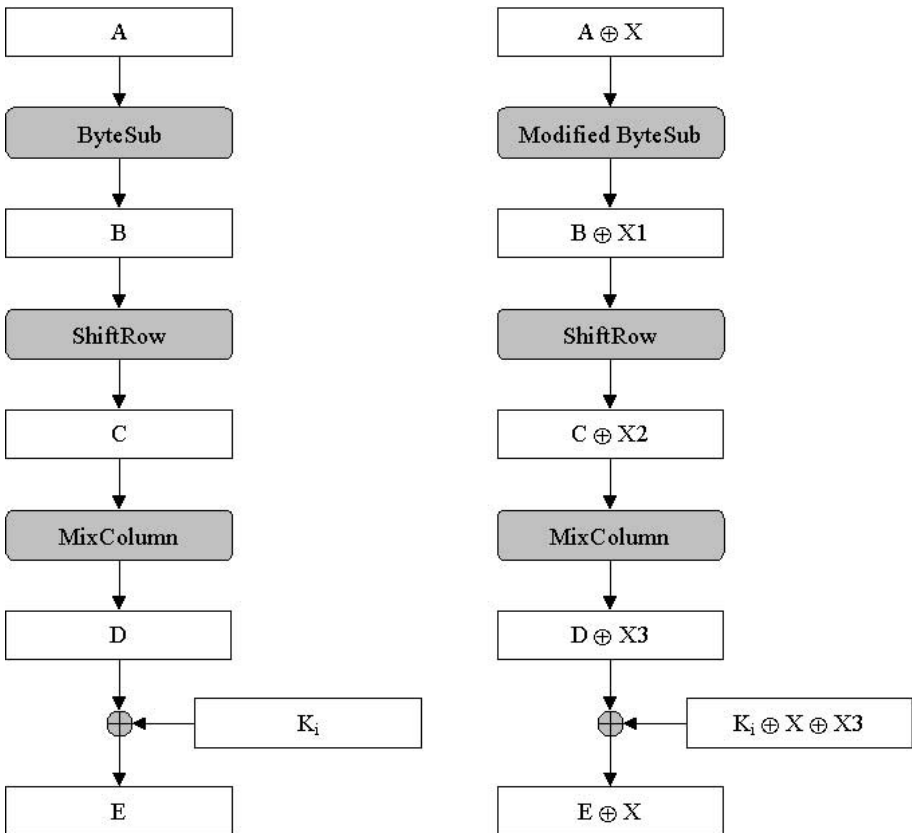 A
ByteSub
B
ShiftRow
C
MixColumn
D
Kᵢ
E
A ⊕ X
Modified ByteSub
B ⊕ X1
ShiftRow
C ⊕ X2
MixColumn
D ⊕ X3
Kᵢ ⊕ X ⊕ X3
E ⊕ X